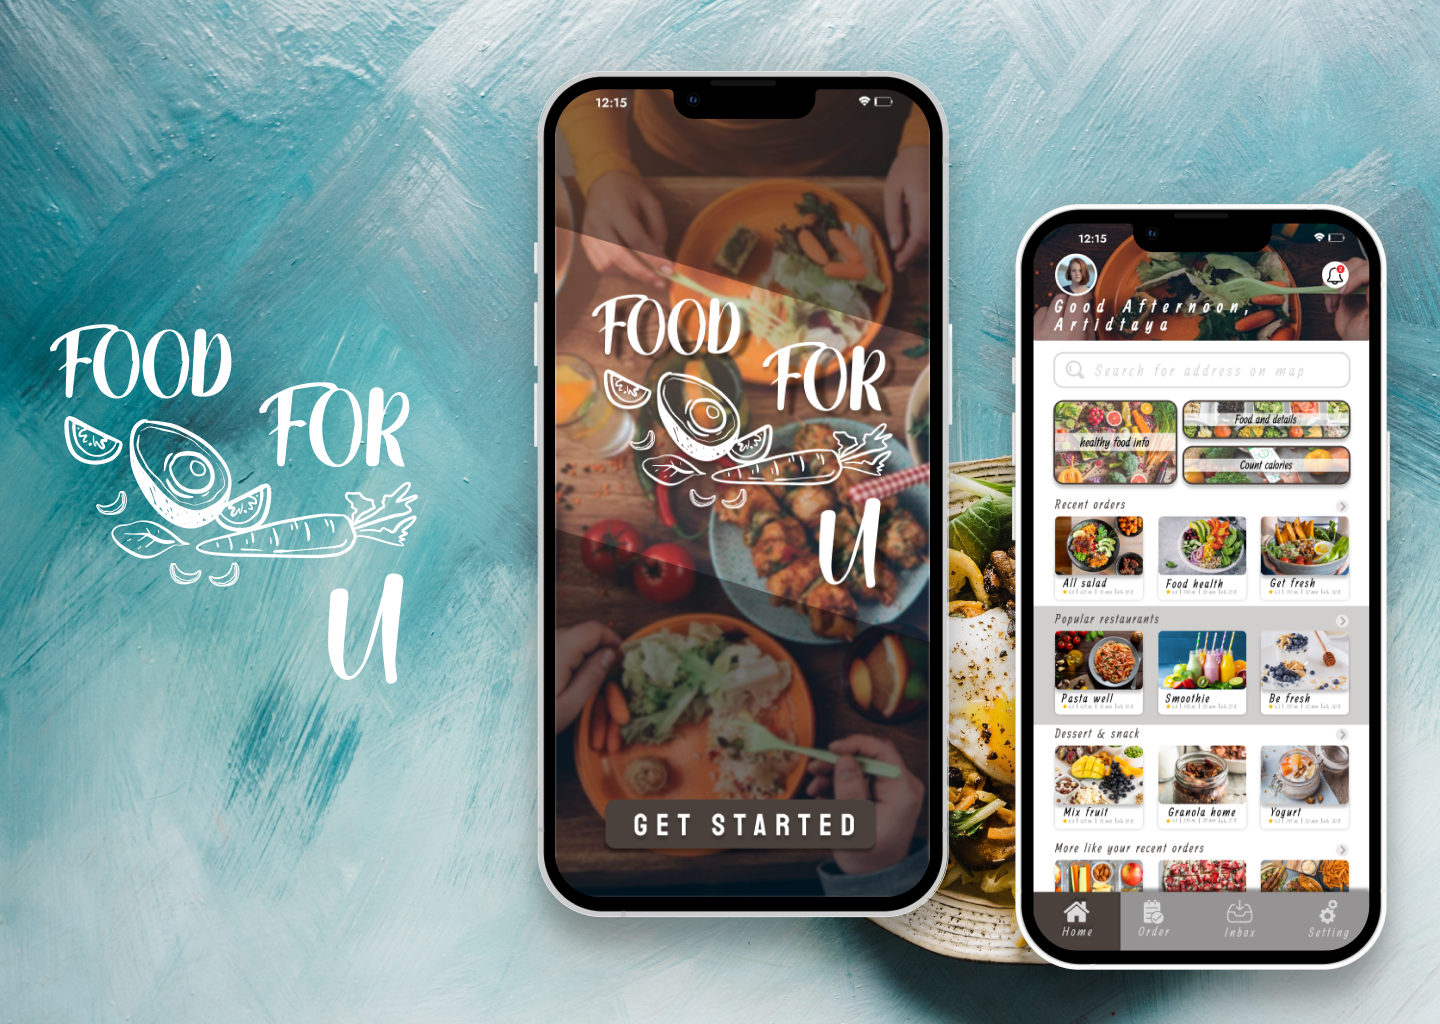 FOOD
FOR
U
12:15
FOOD
FOR
U
GET STARTED
12:15
Good Afternoon,
Artidtaya
Search for address on map
healthy food info
Food and details
Count calories
Recent orders
All salad
Food health
Get fresh
Popular restaurants
Pasta well
Smoothie
Be fresh
Dessert & snack
Mix fruit
Granola home
Yogurt
More like your recent orders
Home
Order
Inbox
Setting